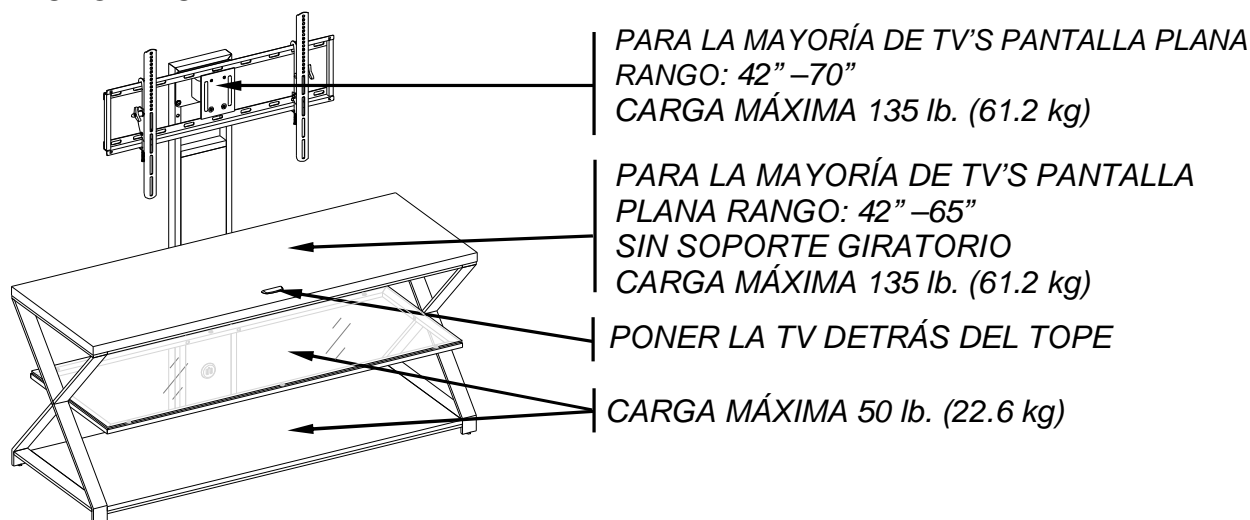 PARA LA MAYORÍA DE TV’S PANTALLA PLANA
RANGO: 42” –70”
CARGA MÁXIMA 135 lb. (61.2 kg)
PARA LA MAYORÍA DE TV’S PANTALLA
PLANA RANGO: 42” –65”
SIN SOPORTE GIRATORIO
CARGA MÁXIMA 135 lb. (61.2 kg)
PONER LA TV DETRÁS DEL TOPE
CARGA MÁXIMA 50 lb. (22.6 kg)